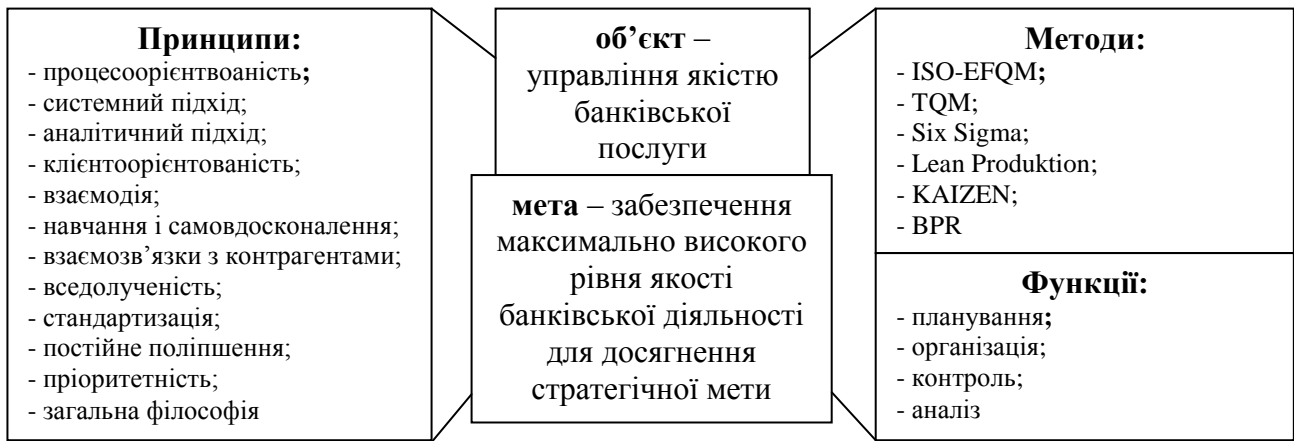 Принципи:
- процесоорієнтвоаність;
- системний підхід;
- аналітичний підхід;
- клієнтоорієнтованість;
- взаємодія;
- навчання і самовдосконалення;
- взаємозв’язки з контрагентами;
- вседолученість;
- стандартизація;
- постійне поліпшення;
- пріоритетність;
- загальна філософія
об’єкт –
управління якістю
банківської
послуги
мета – забезпечення
максимально високого
рівня якості
банківської діяльності
для досягнення
стратегічної мети
Методи:
- ISO-EFQM;
- TQM;
- Six Sigma;
- Lean Produktion;
- KAIZEN;
- BPR
Функції:
- планування;
- організація;
- контроль;
- аналіз